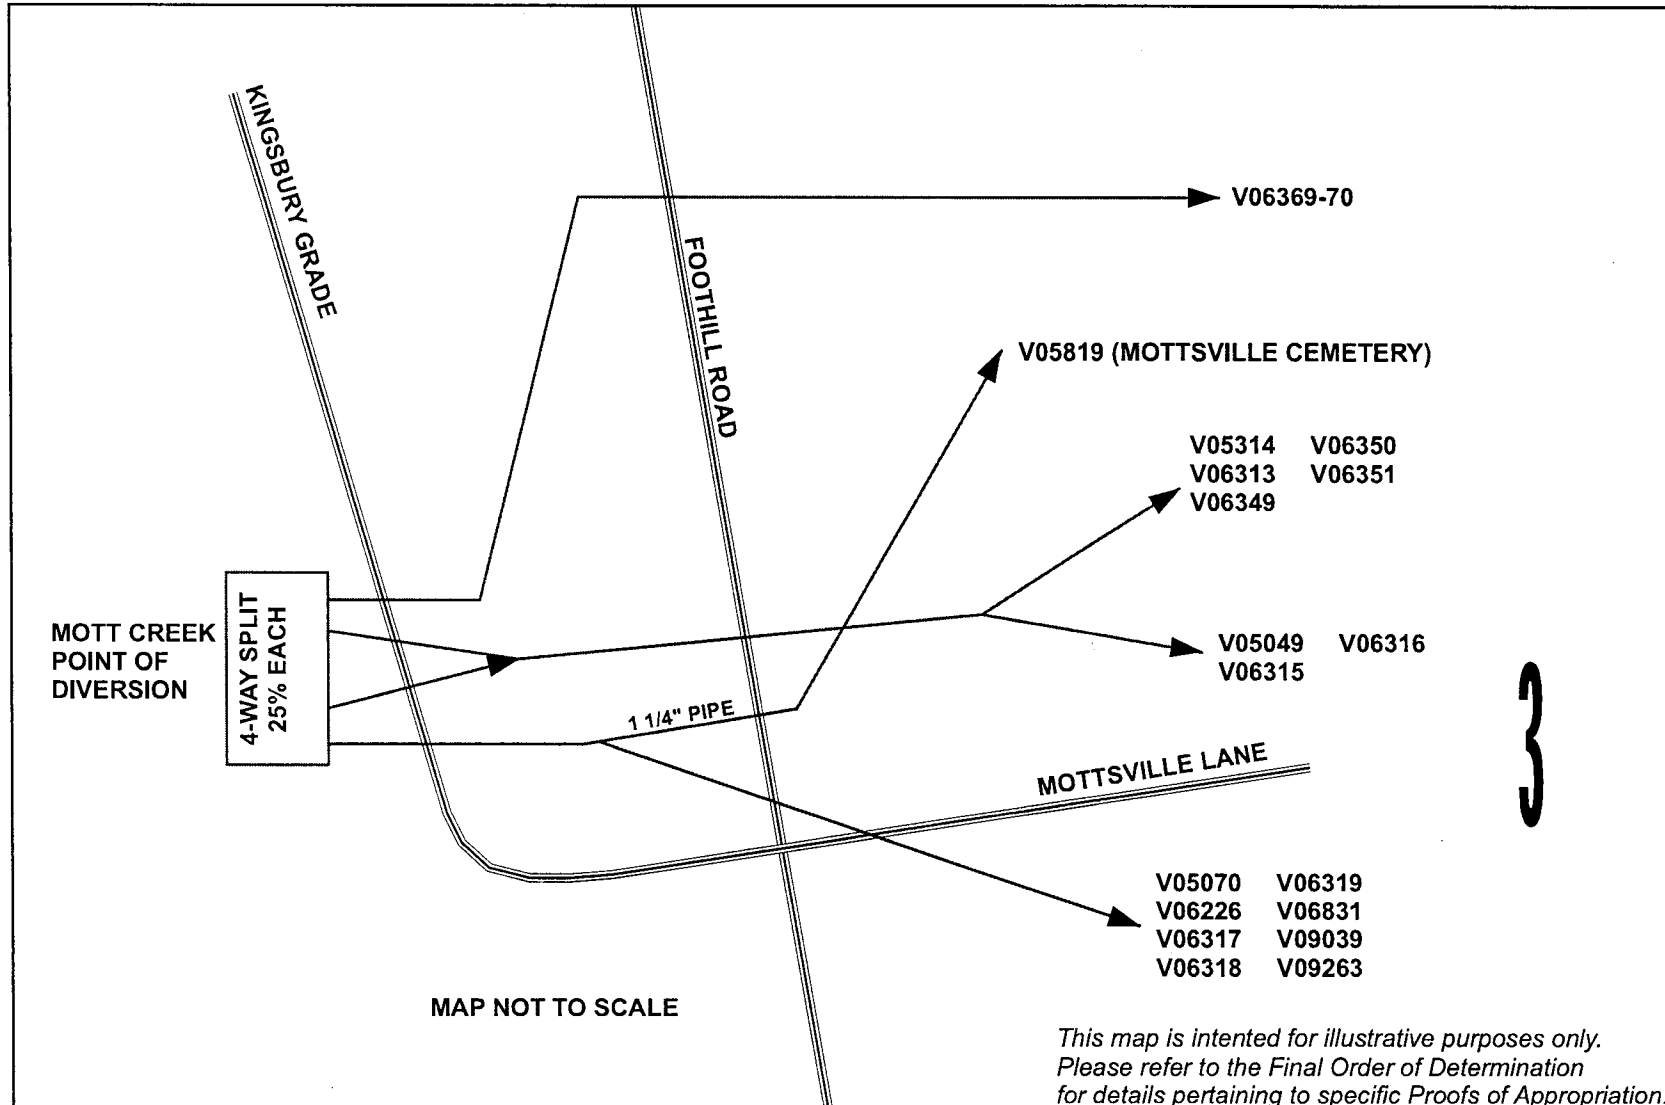 KINGSBURY GRADE
FOOTHILL ROAD
V06369-70
V05819 (MOTTSVILLE CEMETERY)
V05314 V06350
V06313 V06351
V06349
MOTT CREEK
POINT OF
DIVERSION
4-WAY SPLIT
25% EACH
V05049 V06316
V06315
1 1/4" PIPE
MOTTSVILLE LANE
3
V05070 V06319
V06226 V06831
V06317 V09039
V06318 V09263
MAP NOT TO SCALE
This map is intented for illustrative purposes only.
Please refer to the Final Order of Determination
for details pertaining to specific Proofs of Appropriation.